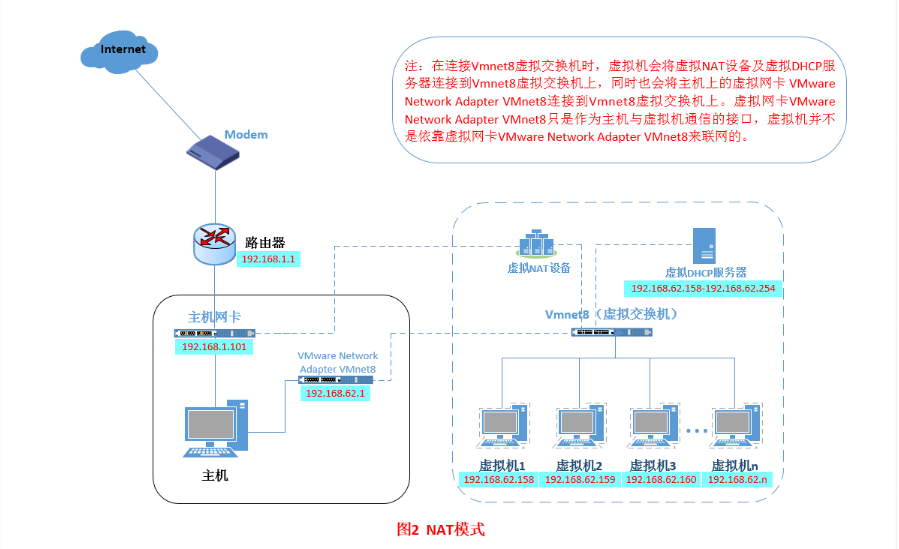 Internet
注：在连接Vmnet8虚拟交换机时，虚拟机会将虚拟NAT设备及虚拟DHCP服
务器连接到Vmnet8虚拟交换机上，同时也会将主机上的虚拟网卡 VMware
Network Adapter VMnet8连接到Vmnet8虚拟交换机上。虚拟网卡VMware
Network Adapter VMnet8只是作为主机与虚拟机通信的接口，虚拟机并不
是依靠虚拟网卡VMware Network Adapter VMnet8来联网的。
Modem
路由器
192.168.1.1
虚拟NAT设备
虚拟DHCP服务器
192.168.62.158-192.168.62.254
主机网卡
192.168.1.101
Vmnet8（虚拟交换机）
VMware Network
Adapter VMnet8
192.168.62.1
主机
虚拟机1
192.168.62.158
虚拟机2
192.168.62.159
虚拟机3
192.168.62.160
虚拟机n
192.168.62.n
图2 NAT模式